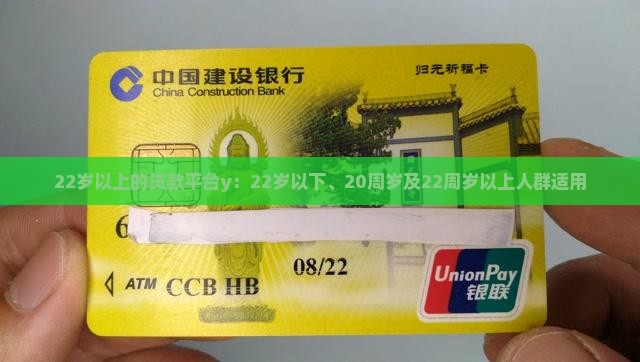 中国建设银行
China Construction Bank
归元祈福卡
22岁以上的贷款平台y：22岁以下、20周岁及22周岁以上人群适用
6
08/22
ATM CCB HB
UnionPay
银联